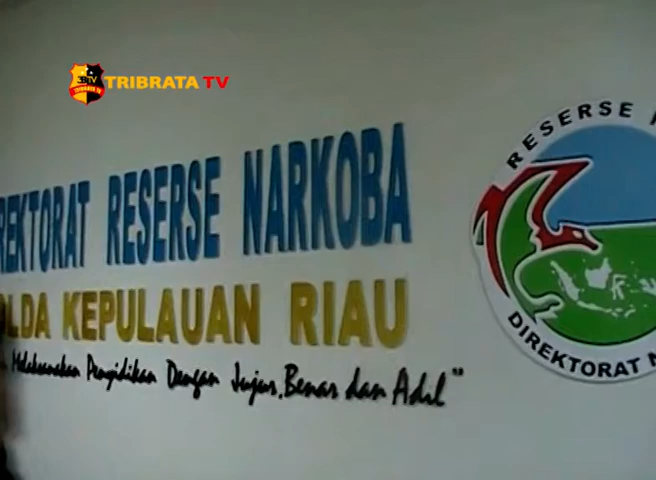 TRIBRATA TV
REKTORAT RESERSE NARKOBA
OLDA KEPULAUAN RIAU
Melaksanakan Penyidikan Dengan Jujur, Benar dan Adil"
RESERSE
DIREKTORAT N